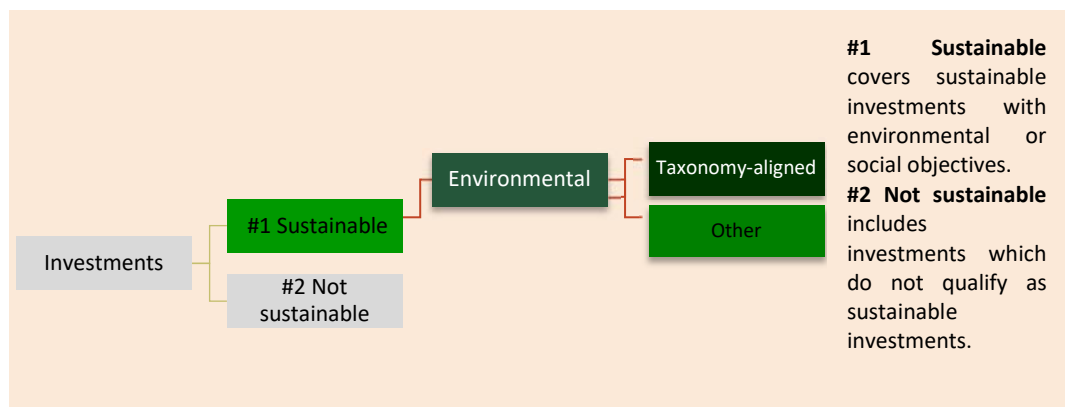 Investments
#1 Sustainable
#2 Not
sustainable
Environmental
Taxonomy-aligned
Other
#1 Sustainable
covers sustainable
investments with
environmental or
social objectives.
#2 Not sustainable
includes
investments which
do not qualify as
sustainable
investments.